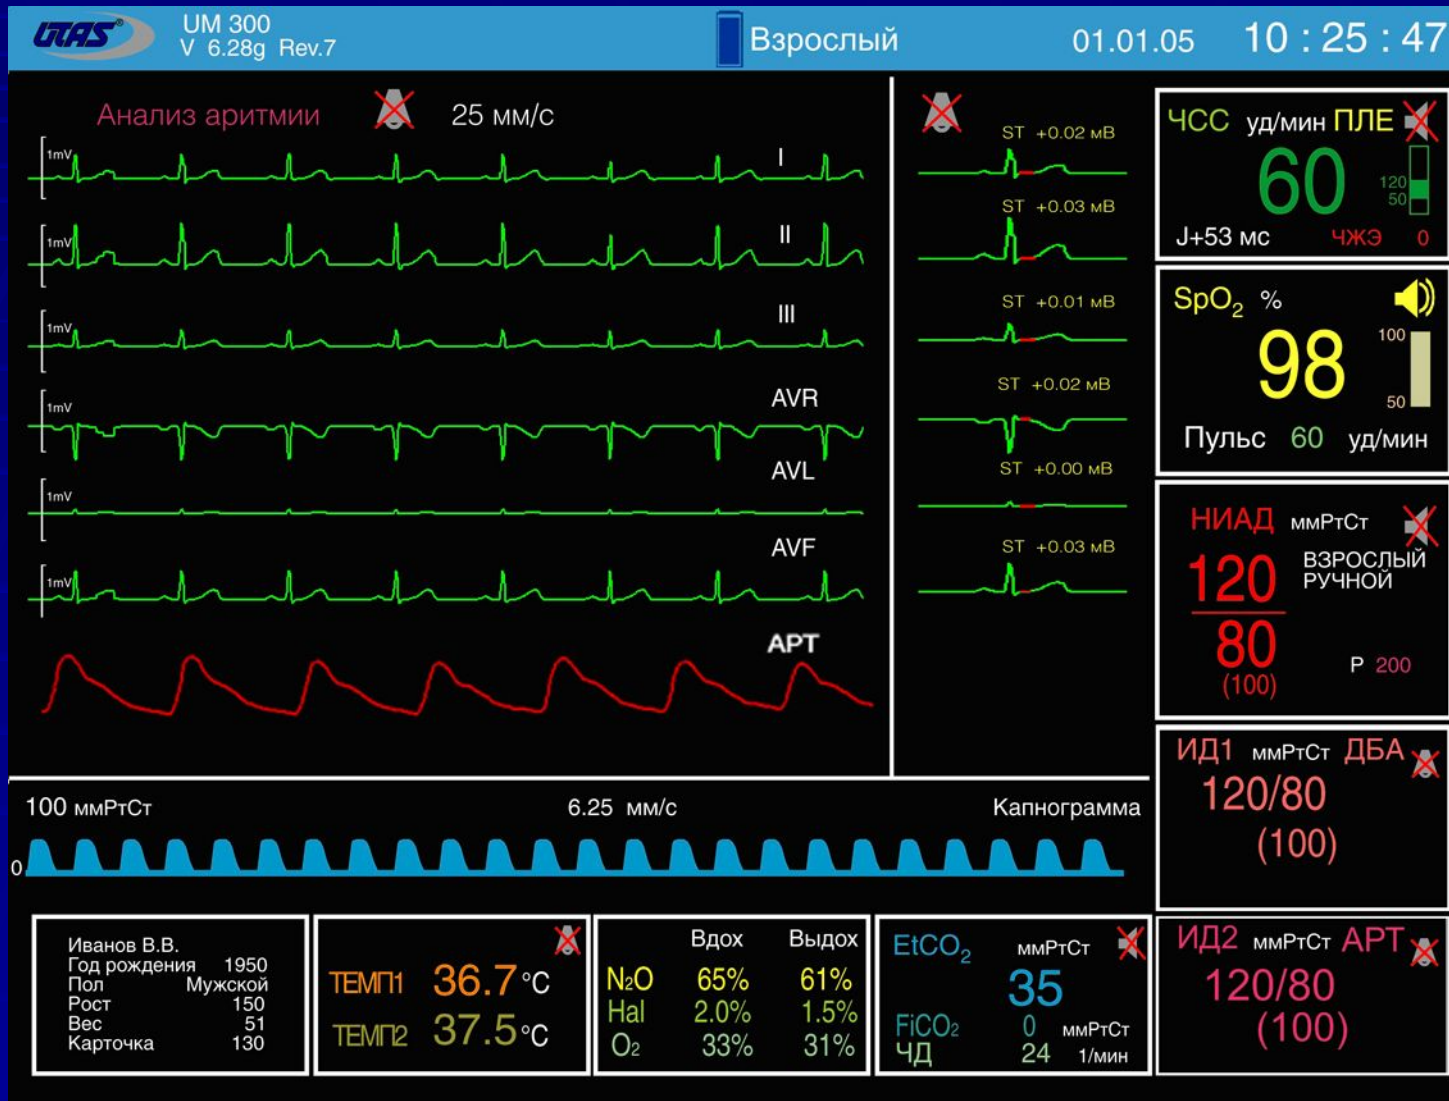 UTAS®
UM 300
V 6.28g Rev.7
Взрослый
01.01.05
10 : 25 : 47
Анализ аритмии
25 мм/с
1mV
I
1mV
II
1mV
III
1mV
AVR
1mV
AVL
1mV
AVF
АРТ
ST +0.02 мВ
ST +0.03 мВ
ST +0.01 мВ
ST +0.02 мВ
ST +0.00 мВ
ST +0.03 мВ
ЧСС уд/мин ПЛЕ
60
120
50
J+53 мс ЧЖЭ 0
SpO₂ %
98
100
50
Пульс 60 уд/мин
НИАД ммРтСт
120
80
(100)
ВЗРОСЛЫЙ
РУЧНОЙ
P 200
ИД1 ммРтСт ДБА
120/80
(100)
100 ммРтСт
6.25 мм/с
Капнограмма
0
Иванов В.В.
Год рождения 1950
Пол Мужской
Рост 150
Вес 51
Карточка 130
ТЕМП1 36.7 °C
ТЕМП2 37.5 °C
Вдох Выдох
N₂O 65% 61%
Hal 2.0% 1.5%
O₂ 33% 31%
EtCO₂ ммРтСт
35
FiCO₂ 0 ммРтСт
ЧД 24 1/мин
ИД2 ммРтСт АРТ
120/80
(100)